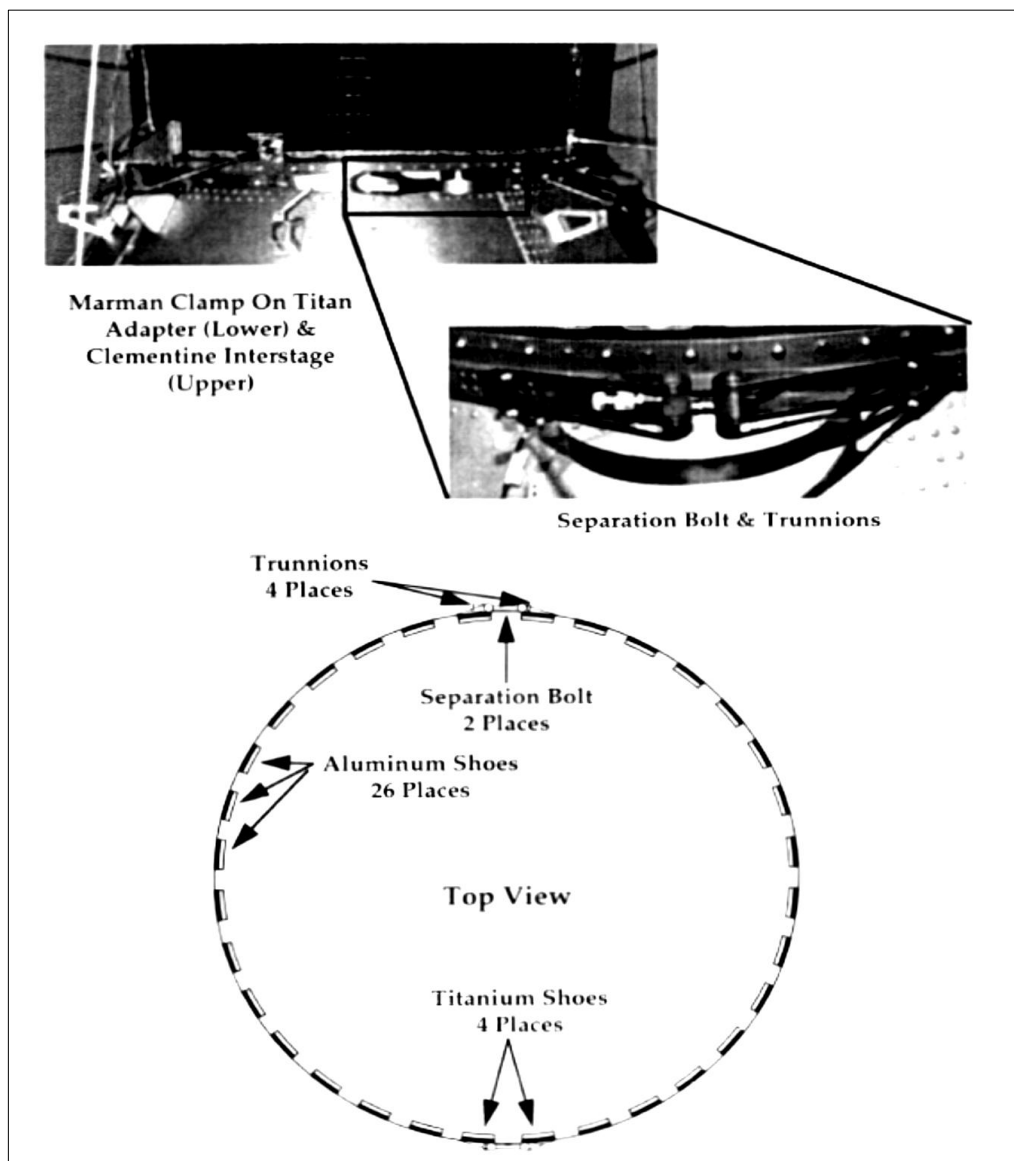 Marman Clamp On Titan
Adapter (Lower) &
Clementine Interstage
(Upper)
Separation Bolt & Trunnions
Trunnions
4 Places
Separation Bolt
2 Places
Aluminum Shoes
26 Places
Top View
Titanium Shoes
4 Places